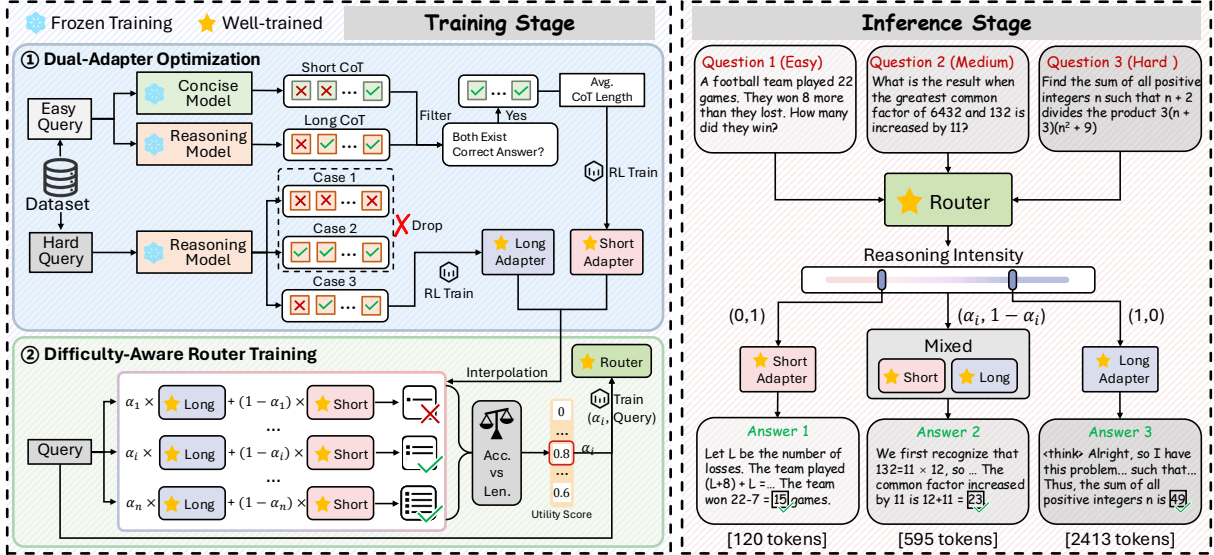 Frozen Training
Well-trained
Training Stage
① Dual-Adapter Optimization
Easy
Query
Dataset
Hard
Query
Concise
Model
Reasoning
Model
Reasoning
Model
Short CoT
...
Long CoT
...
Filter
...
Yes
Both Exist
Correct Answer?
Avg.
CoT Length
RL Train
Case 1
...
Case 2
...
Drop
Case 3
...
RL Train
Long
Adapter
Short
Adapter
② Difficulty-Aware Router Training
Interpolation
Router
Train
(αᵢ, Query)
Query
α₁ × Long + (1 − α₁) × Short
...
...
αᵢ × Long + (1 − αᵢ) × Short
...
...
αₙ × Long + (1 − αₙ) × Short
Acc.
vs
Len.
0
...
0.8
...
0.6
αᵢ
Utility Score
Inference Stage
Question 1 (Easy)
A football team played 22
games. They won 8 more
than they lost. How many
did they win?
Question 2 (Medium)
What is the result when
the greatest common
factor of 6432 and 132 is
increased by 11?
Question 3 (Hard )
Find the sum of all positive
integers n such that n + 2
divides the product 3(n +
3)(n² + 9)
Router
Reasoning Intensity
(0,1)
(αᵢ, 1 − αᵢ)
(1,0)
Short
Adapter
Mixed
Short
Long
Long
Adapter
Answer 1
Let L be the number of
losses. The team played
(L+8) + L =... The team
won 22-7 = 15 games.
Answer 2
We first recognize that
132=11 × 12, so ... The
common factor increased
by 11 is 12+11 = 23
Answer 3
<think> Alright, so I have
this problem... such that...
Thus, the sum of all
positive integers n is 49
[120 tokens]
[595 tokens]
[2413 tokens]